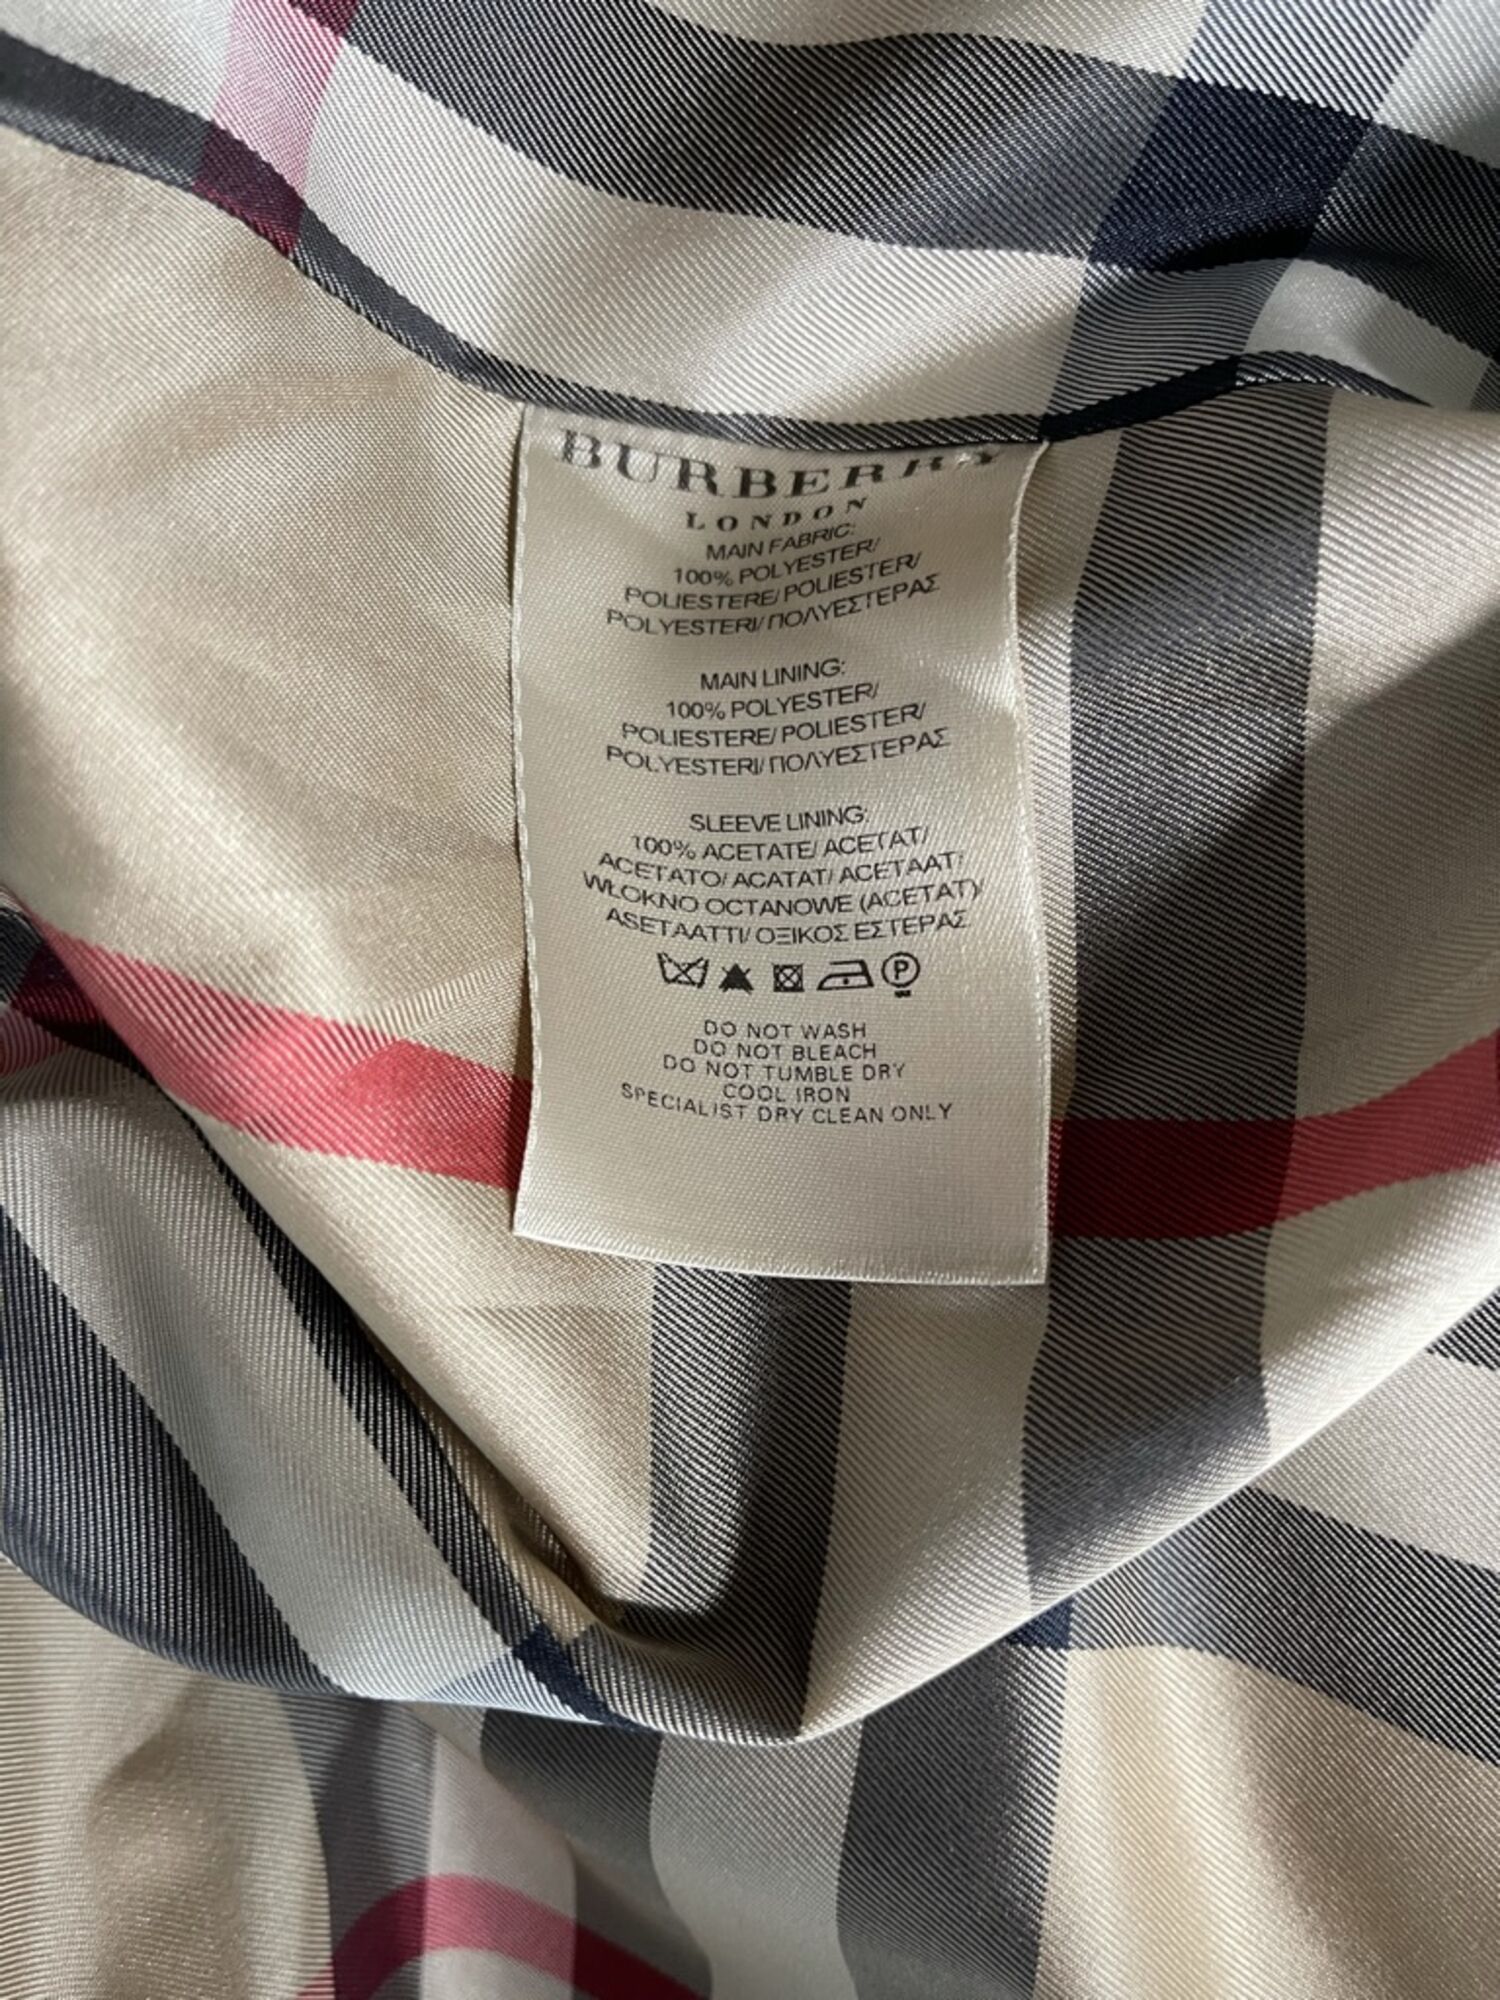 BURBERRY
LONDON
MAIN FABRIC:
100% POLYESTER/
POLIESTERE/ POLIESTER/
POLYESTERI/ ΠΟΛΥΕΣΤΕΡΑΣ
MAIN LINING:
100% POLYESTER/
POLIESTERE/ POLIESTER/
POLYESTERI/ ΠΟΛΥΕΣΤΕΡΑΣ
SLEEVE LINING:
100% ACETATE/ ACETAT/
ACETATO/ ACATAT/ ACETAAT/
WŁOKNO OCTANOWE (ACETAT)/
ASETAATTI/ ΟΞΙΚΟΣ ΕΣΤΕΡΑΣ
P
DO NOT WASH
DO NOT BLEACH
DO NOT TUMBLE DRY
COOL IRON
SPECIALIST DRY CLEAN ONLY